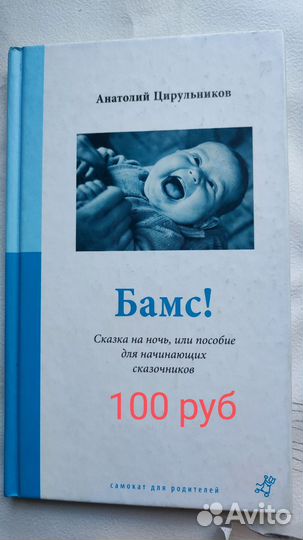 Анатолий Цирульников
Бамс!
Сказка на ночь, или пособие
для начинающих
сказочников
100 руб
самокат для родителей
Avito